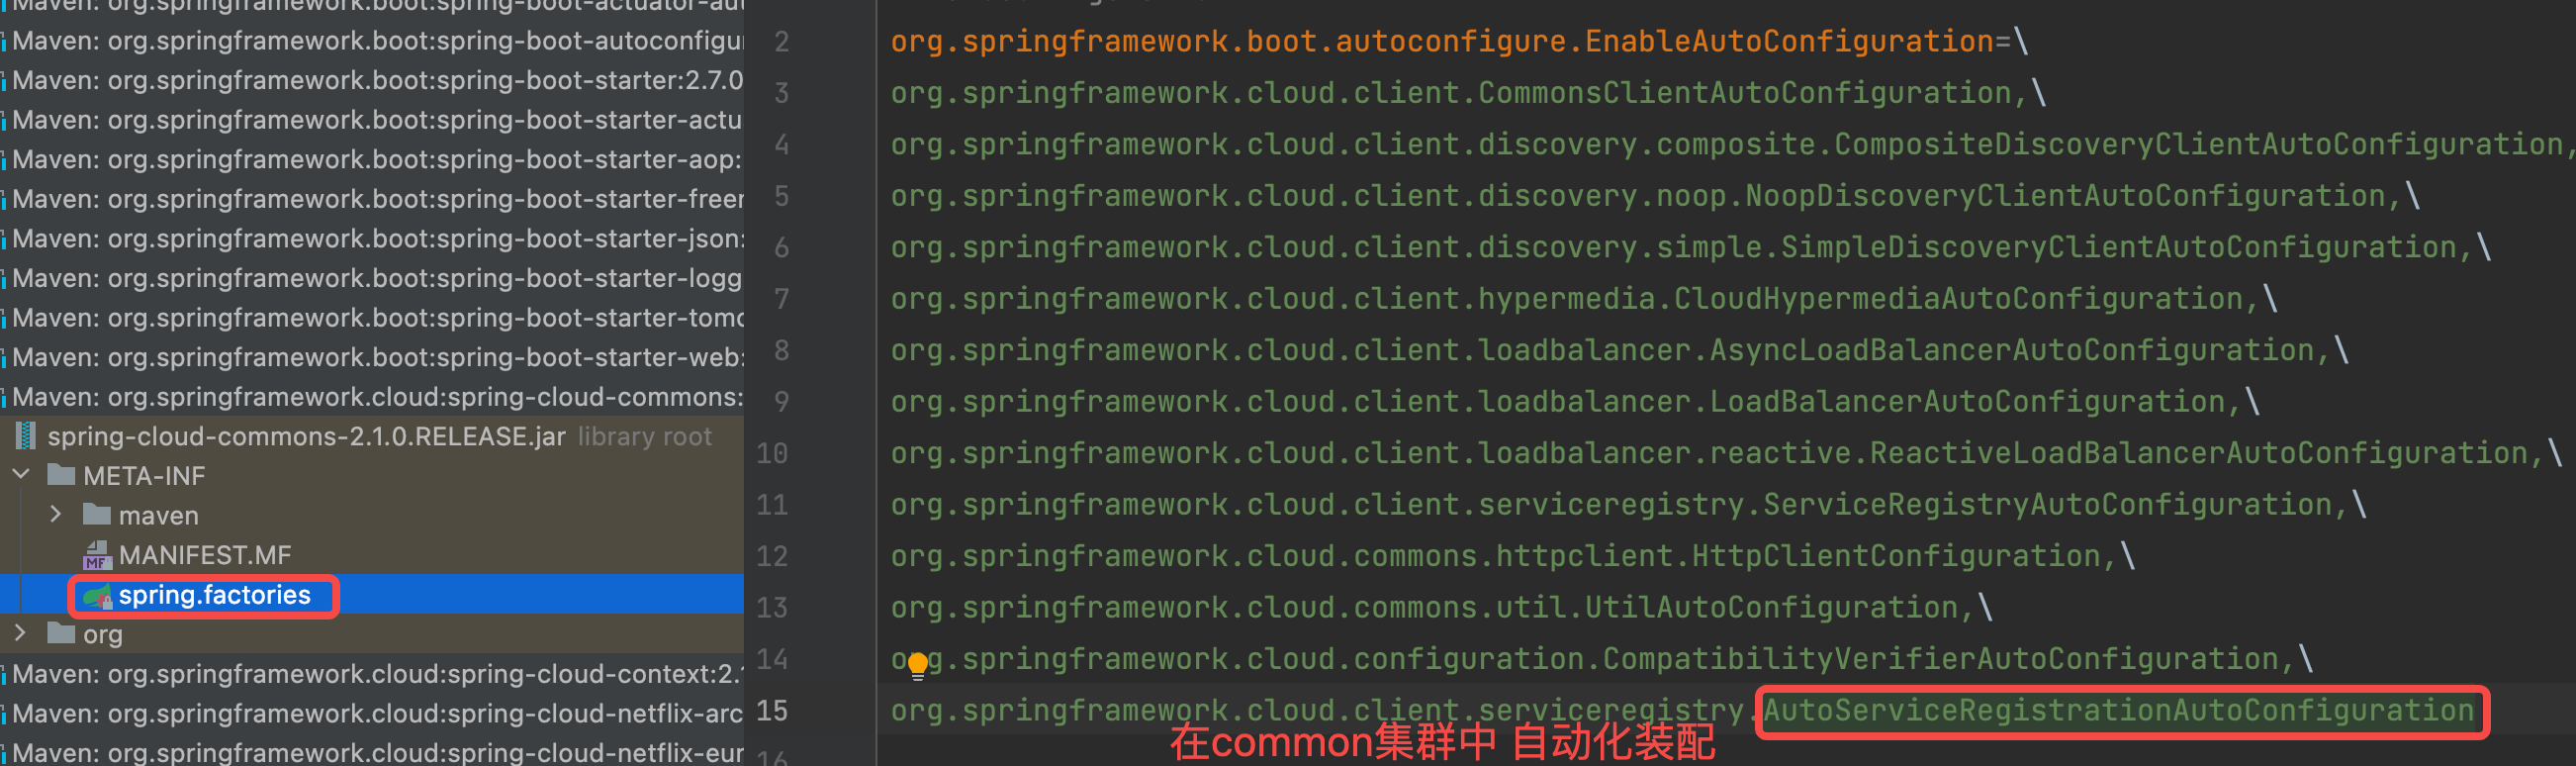 Maven: org.springframework.boot:spring-boot-actuator-au
Maven: org.springframework.boot:spring-boot-autoconfigu
Maven: org.springframework.boot:spring-boot-starter:2.7.0
Maven: org.springframework.boot:spring-boot-starter-actu
Maven: org.springframework.boot:spring-boot-starter-aop:
Maven: org.springframework.boot:spring-boot-starter-freer
Maven: org.springframework.boot:spring-boot-starter-json:
Maven: org.springframework.boot:spring-boot-starter-logg
Maven: org.springframework.boot:spring-boot-starter-tomc
Maven: org.springframework.boot:spring-boot-starter-web:
Maven: org.springframework.cloud:spring-cloud-commons:
spring-cloud-commons-2.1.0.RELEASE.jar library root
META-INF
maven
MF MANIFEST.MF
spring.factories
org
Maven: org.springframework.cloud:spring-cloud-context:2.1
Maven: org.springframework.cloud:spring-cloud-netflix-arc
Maven: org.springframework.cloud:spring-cloud-netflix-eur
2 org.springframework.boot.autoconfigure.EnableAutoConfiguration=\
3 org.springframework.cloud.client.CommonsClientAutoConfiguration,\
4 org.springframework.cloud.client.discovery.composite.CompositeDiscoveryClientAutoConfiguration,
5 org.springframework.cloud.client.discovery.noop.NoopDiscoveryClientAutoConfiguration,\
6 org.springframework.cloud.client.discovery.simple.SimpleDiscoveryClientAutoConfiguration,\
7 org.springframework.cloud.client.hypermedia.CloudHypermediaAutoConfiguration,\
8 org.springframework.cloud.client.loadbalancer.AsyncLoadBalancerAutoConfiguration,\
9 org.springframework.cloud.client.loadbalancer.LoadBalancerAutoConfiguration,\
10 org.springframework.cloud.client.loadbalancer.reactive.ReactiveLoadBalancerAutoConfiguration,\
11 org.springframework.cloud.client.serviceregistry.ServiceRegistryAutoConfiguration,\
12 org.springframework.cloud.commons.httpclient.HttpClientConfiguration,\
13 org.springframework.cloud.commons.util.UtilAutoConfiguration,\
14 org.springframework.cloud.configuration.CompatibilityVerifierAutoConfiguration,\
15 org.springframework.cloud.client.serviceregistry.AutoServiceRegistrationAutoConfiguration
在common集群中 自动化装配
16